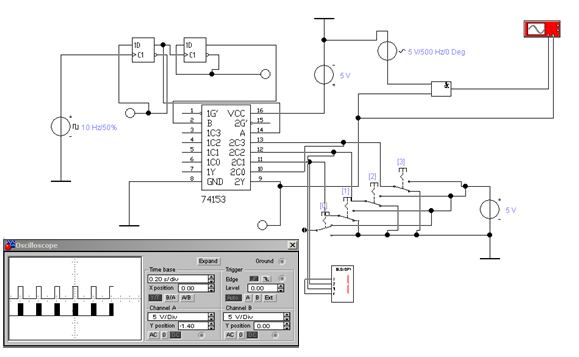 1D
C1
1D
C1
5 V/500 Hz/0 Deg
5 V
10 Hz/50%
1 1G' VCC 16
2 B 2G' 15
3 1C3 A 14
4 1C2 2C3 13
5 1C1 2C2 12
6 1C0 2C1 11
7 1Y 2C0 10
8 GND 2Y 9
74153
[3]
[2]
[1]
5 V
Oscilloscope
Expand Ground
Time base Trigger
0.20 s/div Edge
X position 0.00 Level 0.00
Y/T B/A A/B Auto A B Ext
Channel A Channel B
5 V/Div 5 V/Div
Y position -1.40 Y position 0.00
AC 0 DC AC 0 DC